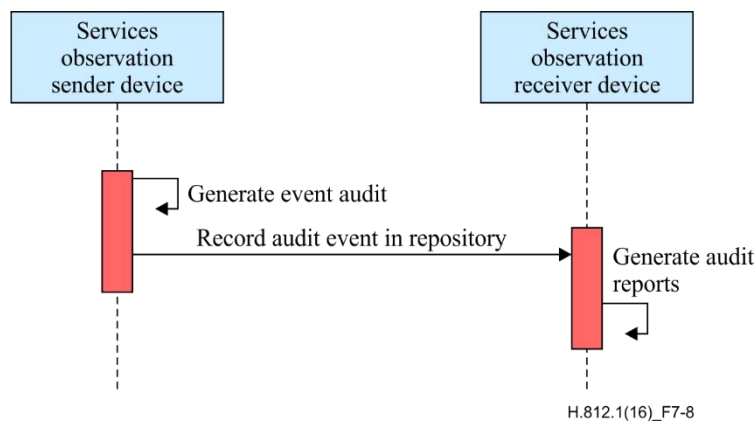 Services
observation
sender device
Services
observation
receiver device
Generate event audit
Record audit event in repository
Generate audit
reports
H.812.1(16)_F7-8